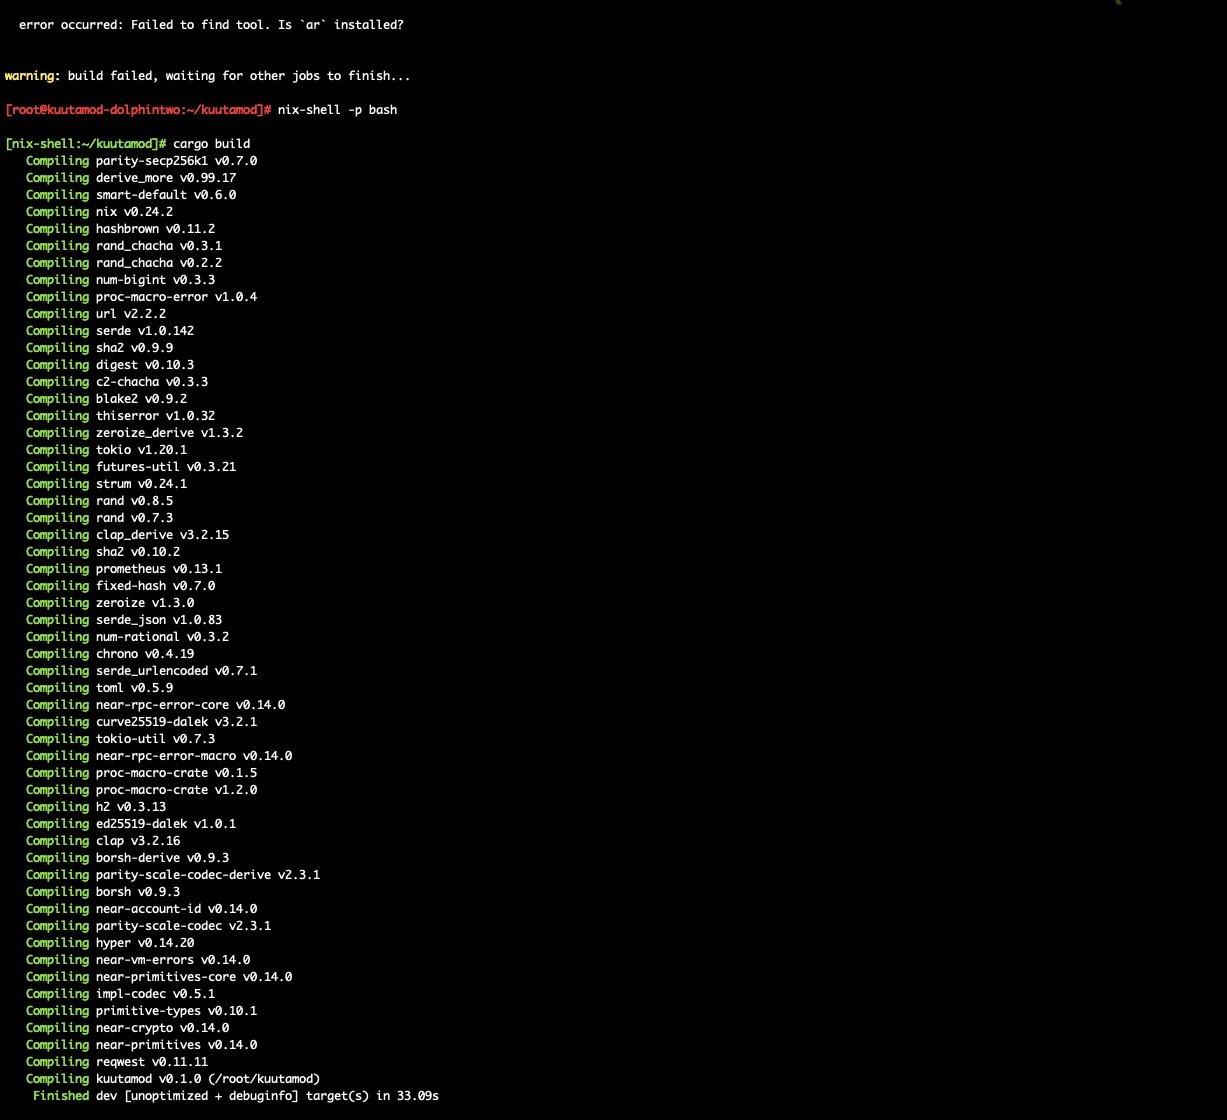 error occurred: Failed to find tool. Is `ar` installed?
warning: build failed, waiting for other jobs to finish...
[root@kuutamod-dolphintwo:~/kuutamod]# nix-shell -p bash
[nix-shell:~/kuutamod]# cargo build
Compiling parity-secp256k1 v0.7.0
Compiling derive_more v0.99.17
Compiling smart-default v0.6.0
Compiling nix v0.24.2
Compiling hashbrown v0.11.2
Compiling rand_chacha v0.3.1
Compiling rand_chacha v0.2.2
Compiling num-bigint v0.3.3
Compiling proc-macro-error v1.0.4
Compiling url v2.2.2
Compiling serde v1.0.142
Compiling sha2 v0.9.9
Compiling digest v0.10.3
Compiling c2-chacha v0.3.3
Compiling blake2 v0.9.2
Compiling thiserror v1.0.32
Compiling zeroize_derive v1.3.2
Compiling tokio v1.20.1
Compiling futures-util v0.3.21
Compiling strum v0.24.1
Compiling rand v0.8.5
Compiling rand v0.7.3
Compiling clap_derive v3.2.15
Compiling sha2 v0.10.2
Compiling prometheus v0.13.1
Compiling fixed-hash v0.7.0
Compiling zeroize v1.3.0
Compiling serde_json v1.0.83
Compiling num-rational v0.3.2
Compiling chrono v0.4.19
Compiling serde_urlencoded v0.7.1
Compiling toml v0.5.9
Compiling near-rpc-error-core v0.14.0
Compiling curve25519-dalek v3.2.1
Compiling tokio-util v0.7.3
Compiling near-rpc-error-macro v0.14.0
Compiling proc-macro-crate v0.1.5
Compiling proc-macro-crate v1.2.0
Compiling h2 v0.3.13
Compiling ed25519-dalek v1.0.1
Compiling clap v3.2.16
Compiling borsh-derive v0.9.3
Compiling parity-scale-codec-derive v2.3.1
Compiling borsh v0.9.3
Compiling near-account-id v0.14.0
Compiling parity-scale-codec v2.3.1
Compiling hyper v0.14.20
Compiling near-vm-errors v0.14.0
Compiling near-primitives-core v0.14.0
Compiling impl-codec v0.5.1
Compiling primitive-types v0.10.1
Compiling near-crypto v0.14.0
Compiling near-primitives v0.14.0
Compiling reqwest v0.11.11
Compiling kuutamod v0.1.0 (/root/kuutamod)
Finished dev [unoptimized + debuginfo] target(s) in 33.09s